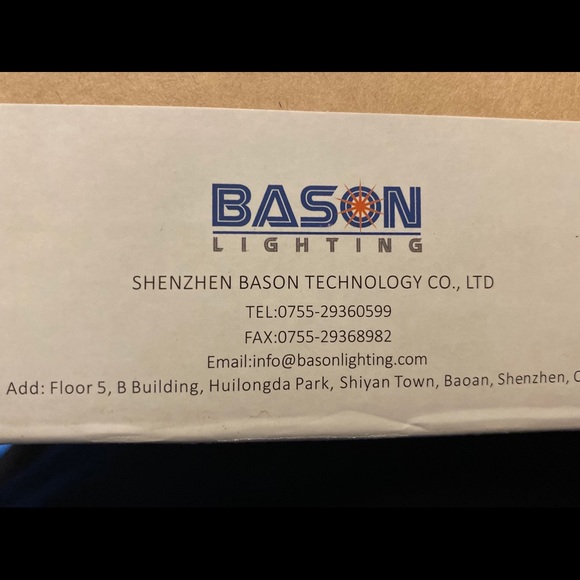 BASON
LIGHTING
SHENZHEN BASON TECHNOLOGY CO., LTD
TEL:0755-29360599
FAX:0755-29368982
Email:info@basonlighting.com
Add: Floor 5, B Building, Huilongda Park, Shiyan Town, Baoan, Shenzhen, C